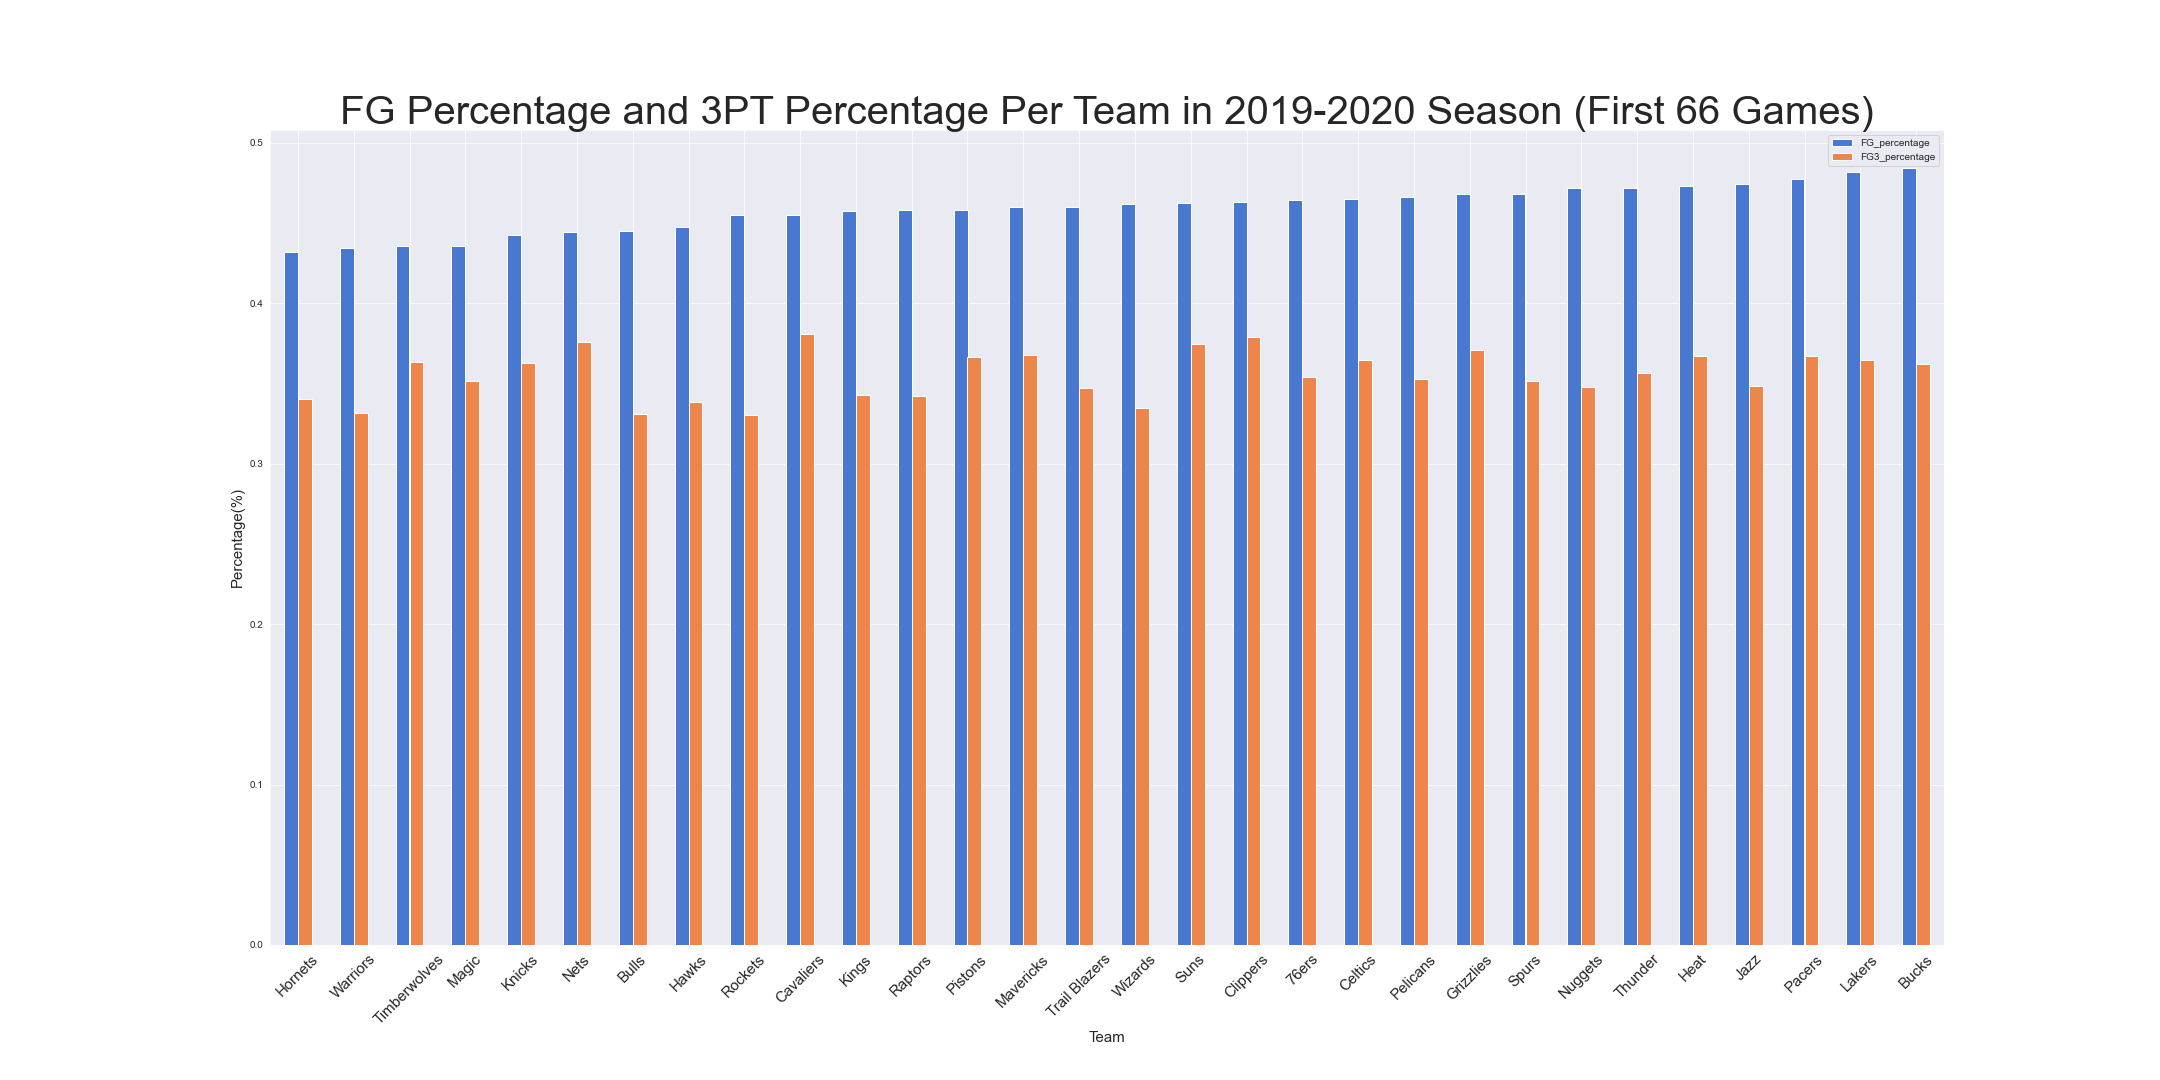 FG Percentage and 3PT Percentage Per Team in 2019-2020 Season (First 66 Games)
FG_percentage
FG3_percentage
0.5
0.4
0.3
0.2
0.1
0.0
Percentage(%)
Hornets
Warriors
Timberwolves
Magic
Knicks
Nets
Bulls
Hawks
Rockets
Cavaliers
Kings
Raptors
Pistons
Mavericks
Trail Blazers
Wizards
Suns
Clippers
76ers
Celtics
Pelicans
Grizzlies
Spurs
Nuggets
Thunder
Heat
Jazz
Pacers
Lakers
Bucks
Team